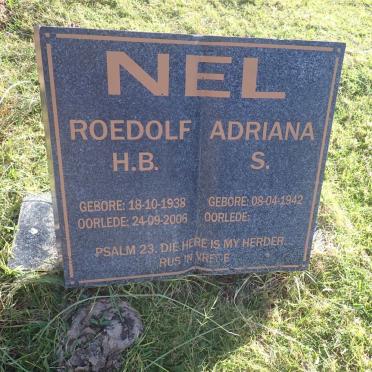 NEL
ROEDOLF ADRIANA
H.B. S.
GEBORE: 18-10-1938 GEBORE: 08-04-1942
OORLEDE: 24-09-2006 OORLEDE:
PSALM 23. DIE HERE IS MY HERDER.
RUS IN VREDE